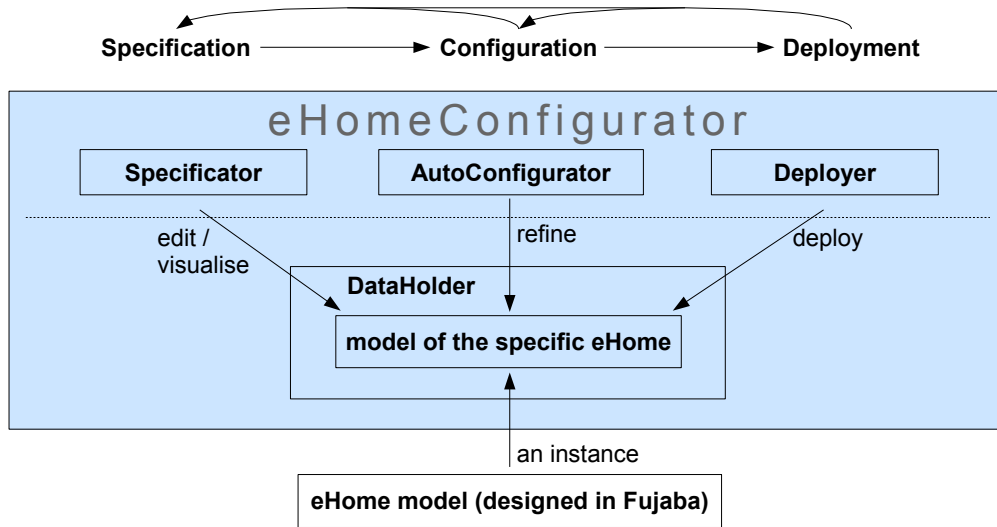 Specification
Configuration
Deployment
eHomeConfigurator
Specificator
AutoConfigurator
Deployer
edit /
visualise
refine
deploy
DataHolder
model of the specific eHome
an instance
eHome model (designed in Fujaba)